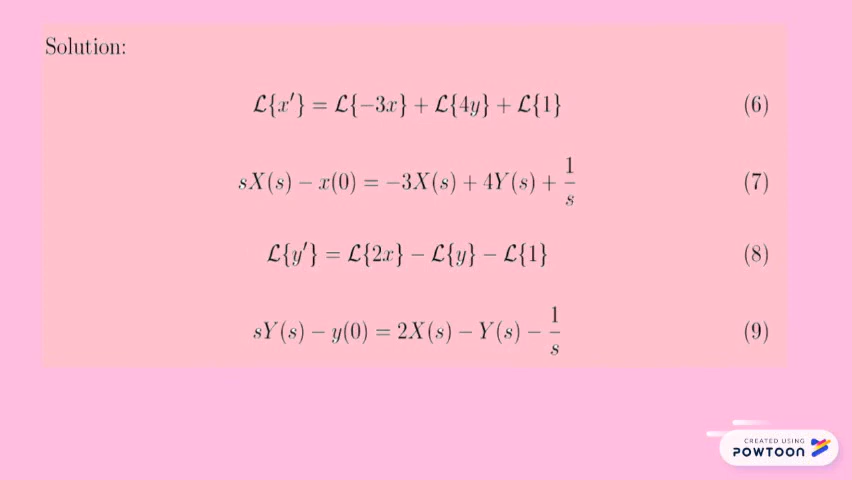 Solution:
ℒ{x′} = ℒ{−3x} + ℒ{4y} + ℒ{1} (6)
sX(s) − x(0) = −3X(s) + 4Y(s) + 1/s (7)
ℒ{y′} = ℒ{2x} − ℒ{y} − ℒ{1} (8)
sY(s) − y(0) = 2X(s) − Y(s) − 1/s (9)
CREATED USING
POWTOON